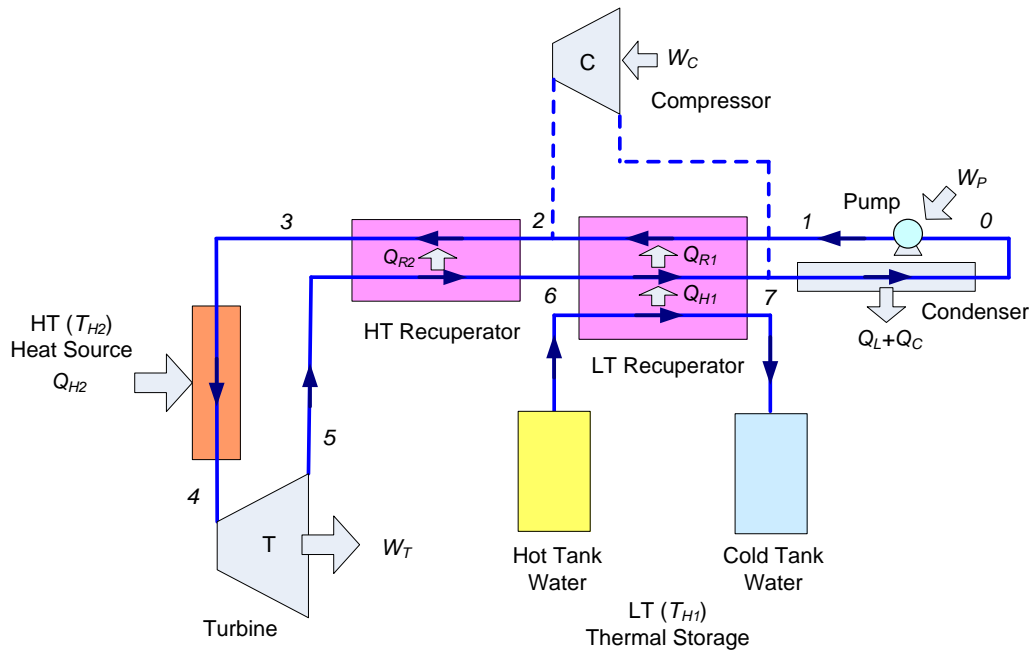 C
W_C
Compressor
W_P
Pump
3
2
1
0
Q_R2
Q_R1
6
Q_H1
7
HT Recuperator
LT Recuperator
Condenser
Q_L+Q_C
HT (T_H2)
Heat Source
Q_H2
5
4
T
W_T
Turbine
Hot Tank
Water
Cold Tank
Water
LT (T_H1)
Thermal Storage